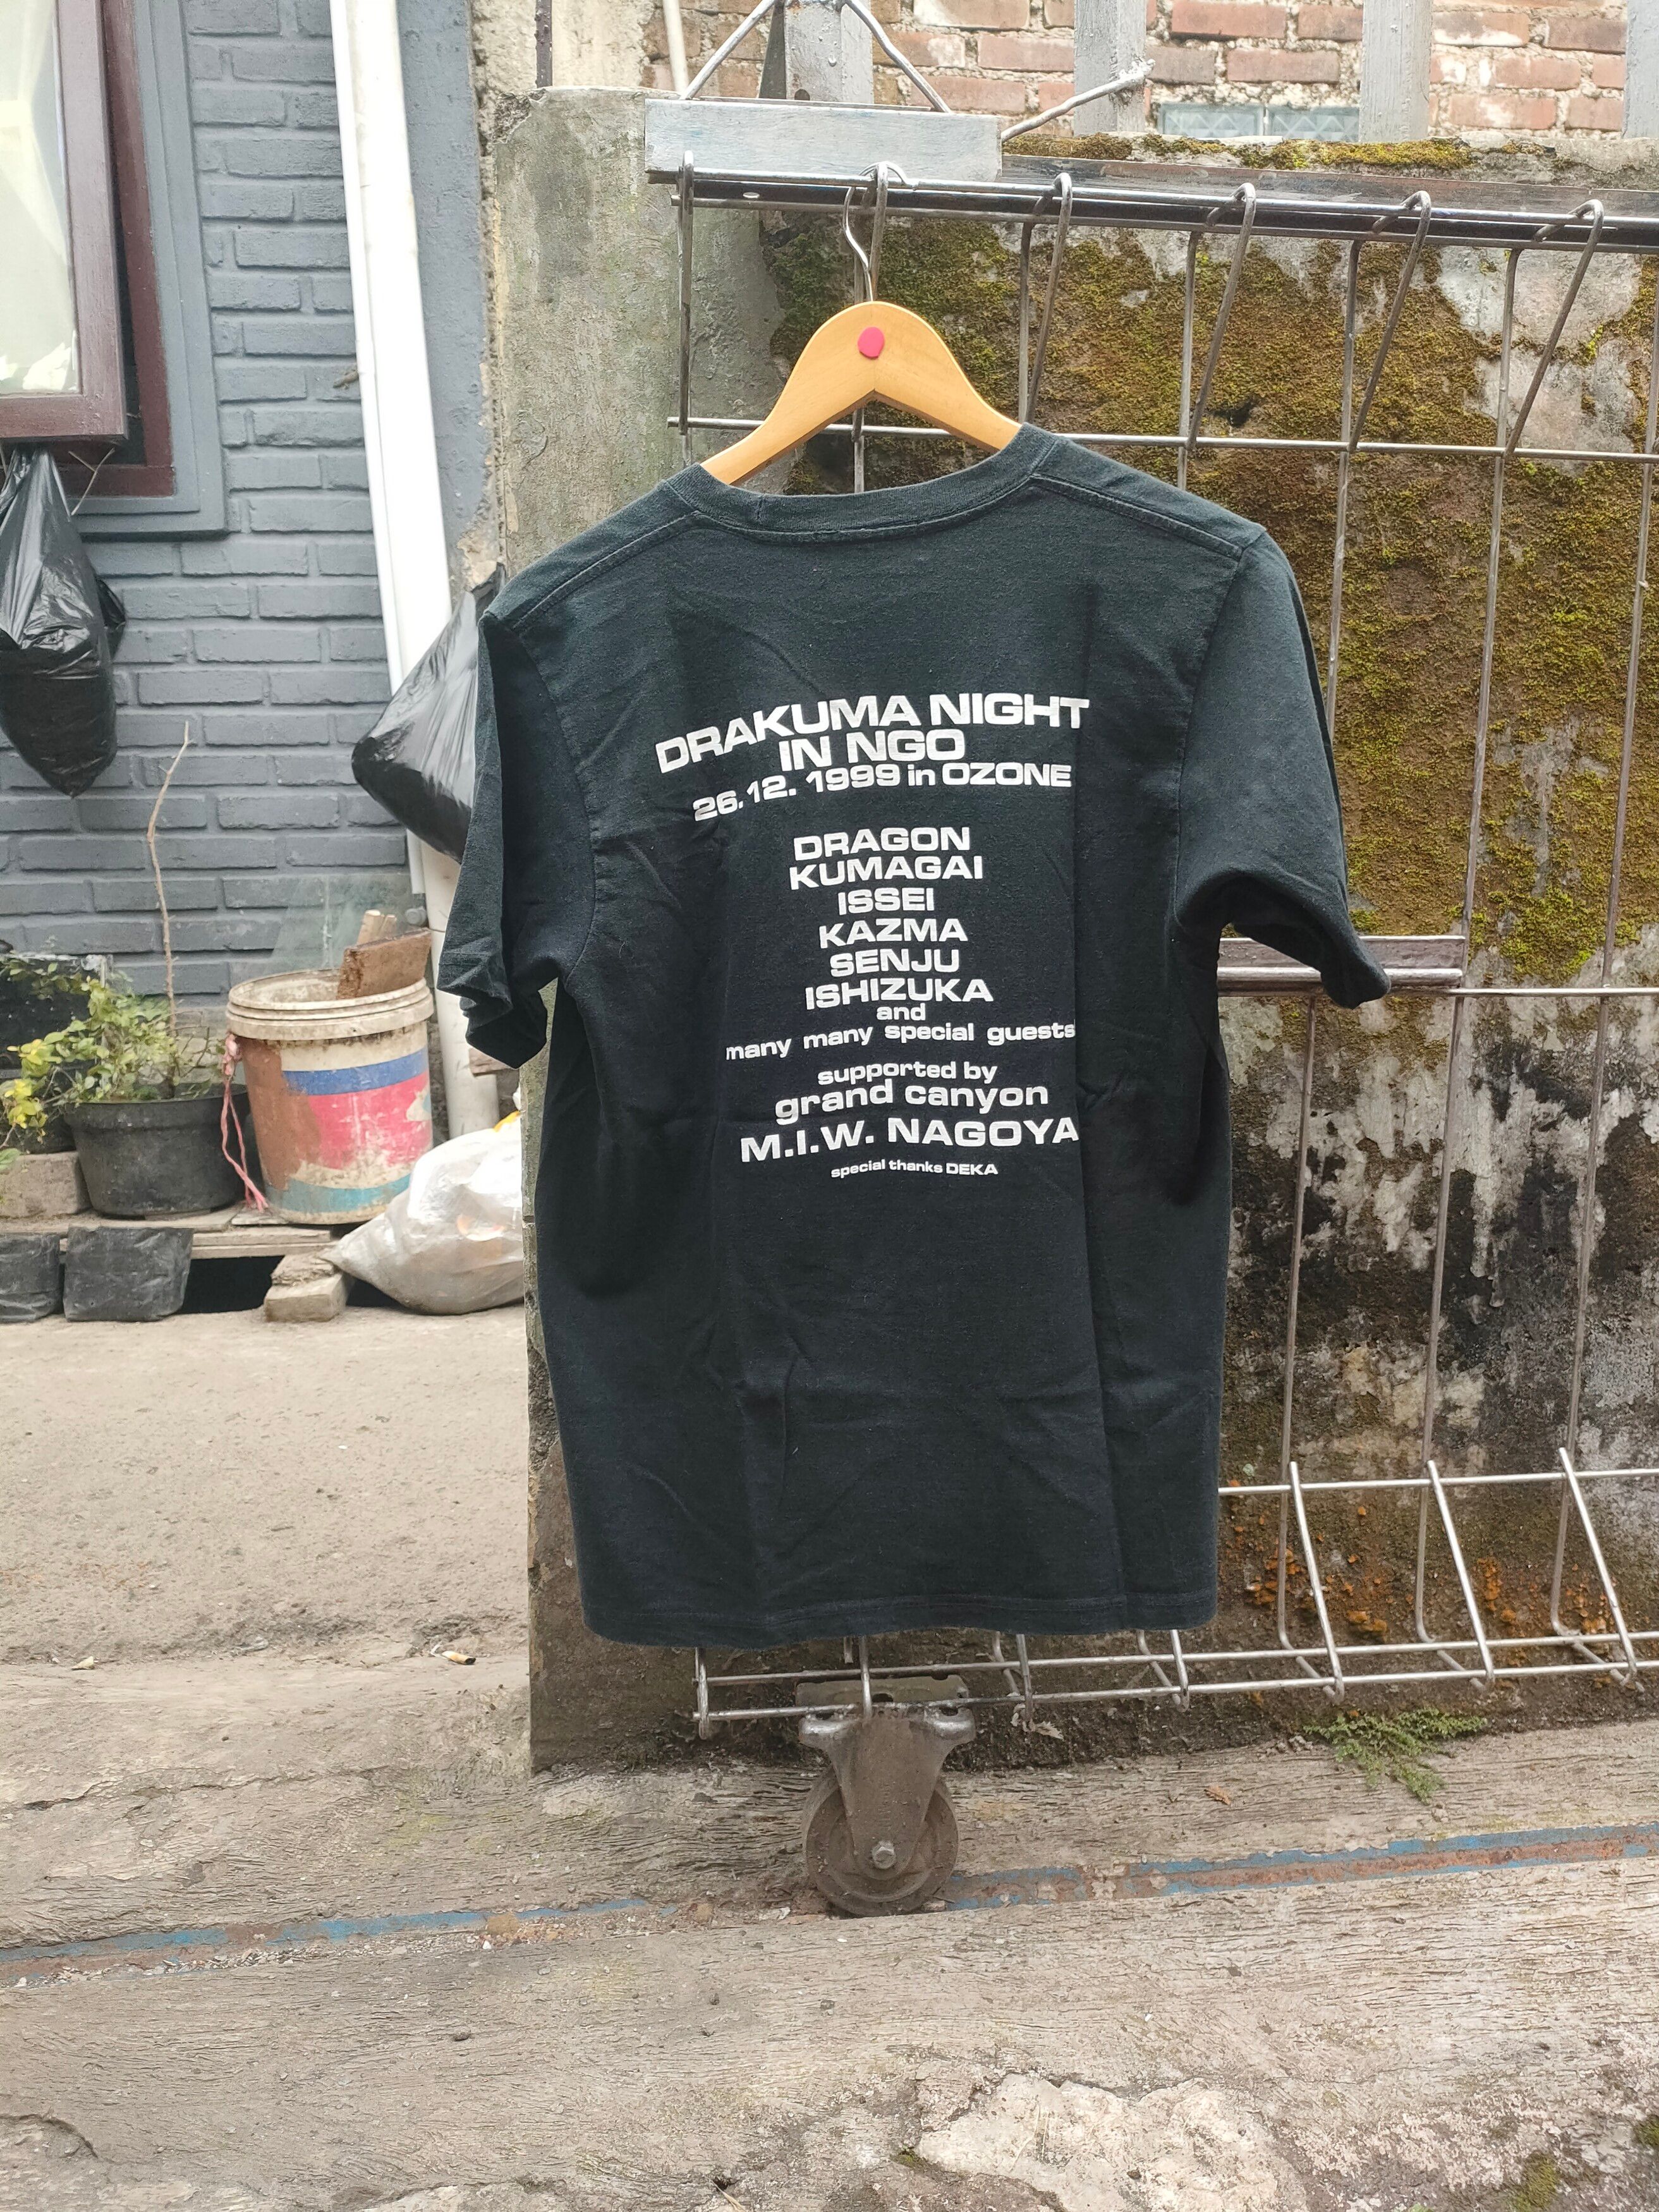 DRAKUMA NIGHT
IN NGO
26.12. 1999 in OZONE
DRAGON
KUMAGAI
ISSEI
KAZMA
SENJU
ISHIZUKA
and
many many special guests
supported by
grand canyon
M.I.W. NAGOYA
special thanks DEKA